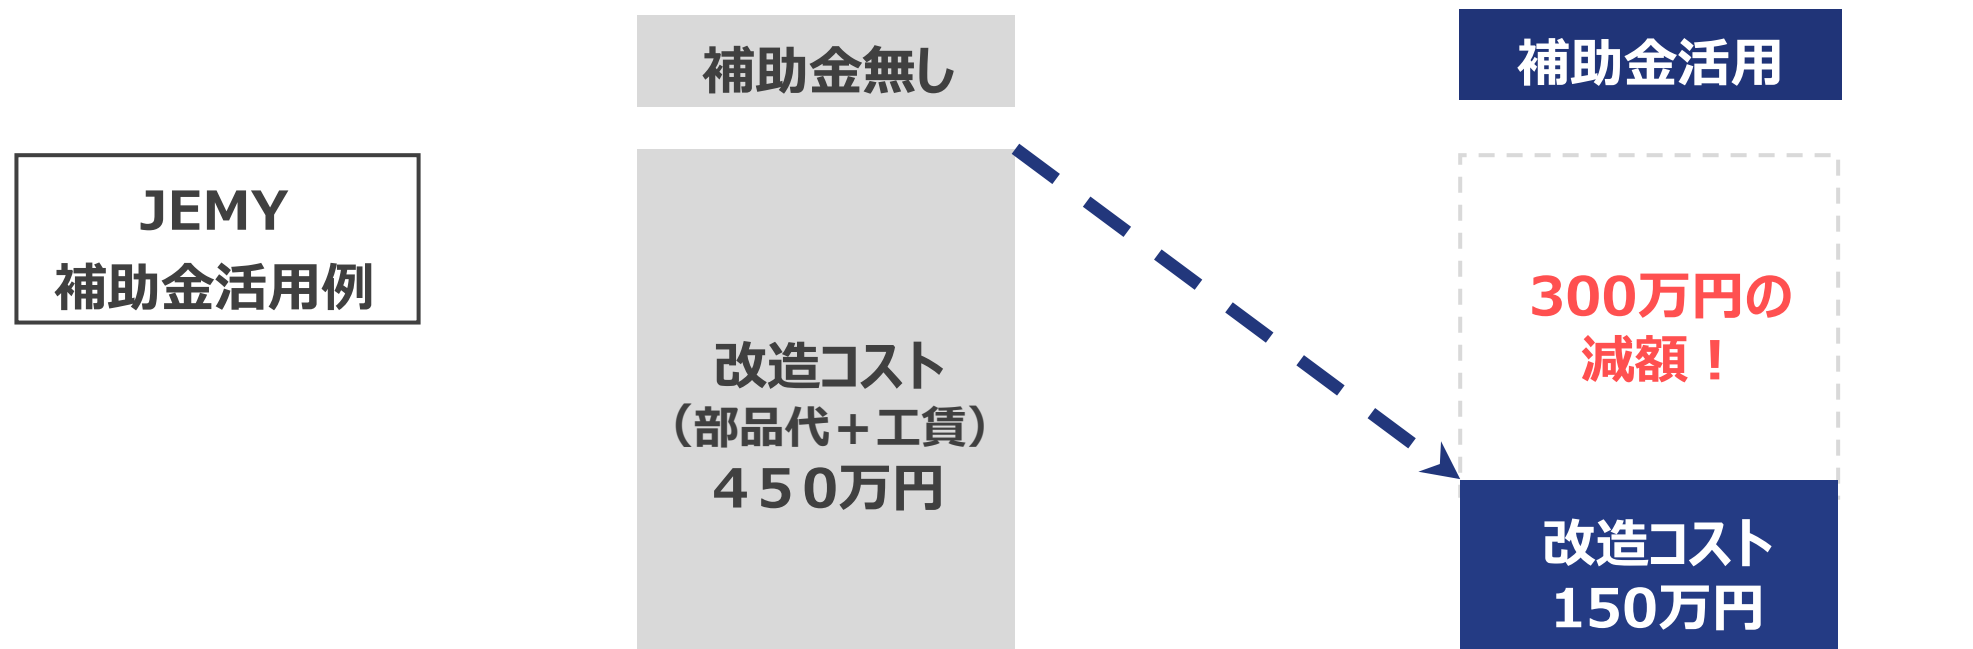 JEMY
補助金活用例
補助金無し
改造コスト
（部品代＋工賃）
４５０万円
補助金活用
300万円の
減額！
改造コスト
150万円